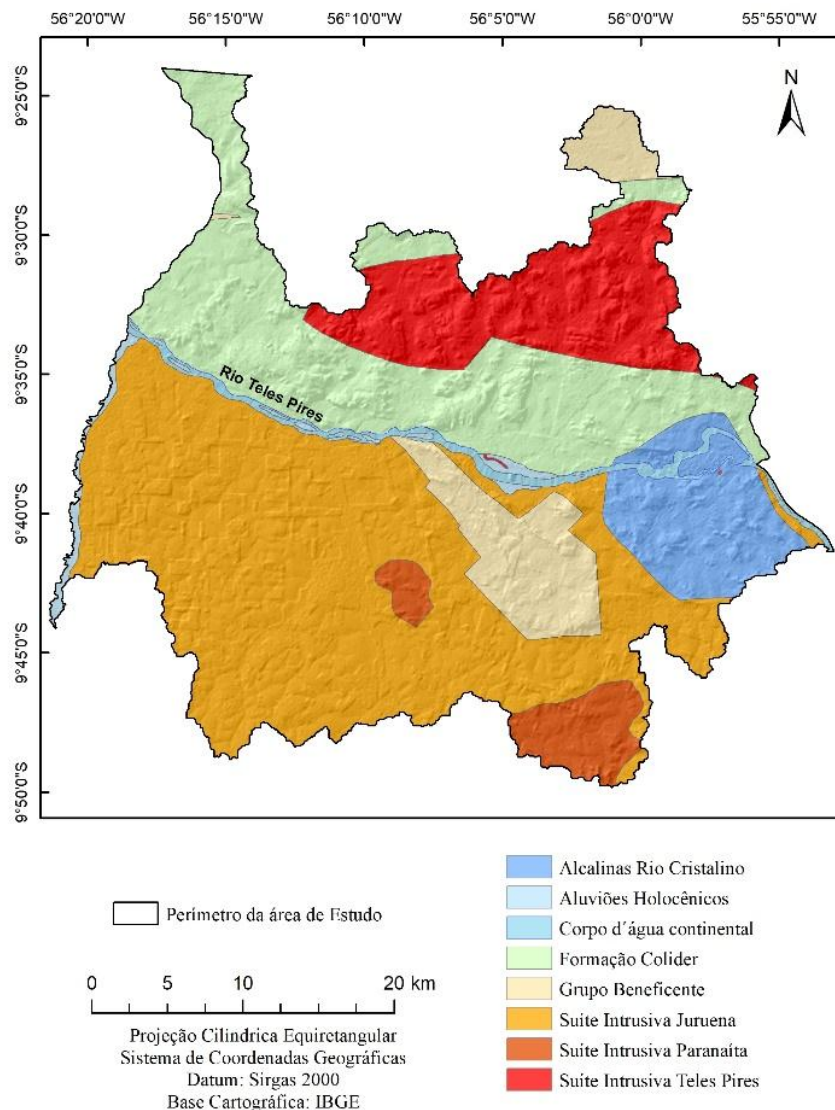 56°20'0"W 56°15'0"W 56°10'0"W 56°5'0"W 56°0'0"W 55°55'0"W
9°25'0"S
9°30'0"S
9°35'0"S
9°40'0"S
9°45'0"S
9°50'0"S
N
Rio Teles Pires
Perímetro da área de Estudo
0 5 10 20 km
Projeção Cilindrica Equiretangular
Sistema de Coordenadas Geográficas
Datum: Sirgas 2000
Base Cartográfica: IBGE
Alcalinas Rio Cristalino
Aluviões Holocênicos
Corpo d´água continental
Formação Colider
Grupo Beneficente
Suite Intrusiva Juruena
Suite Intrusiva Paranaíta
Suite Intrusiva Teles Pires